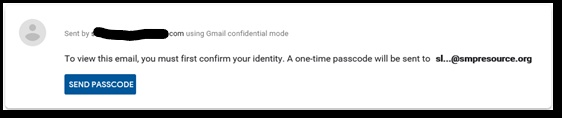 Sent by s com using Gmail confidential mode
To view this email, you must first confirm your identity. A one-time passcode will be sent to sl...@smpresource.org
SEND PASSCODE